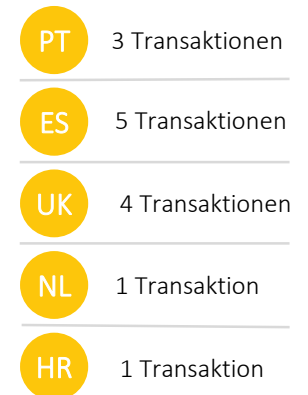 PT 3 Transaktionen
ES 5 Transaktionen
UK 4 Transaktionen
NL 1 Transaktion
HR 1 Transaktion